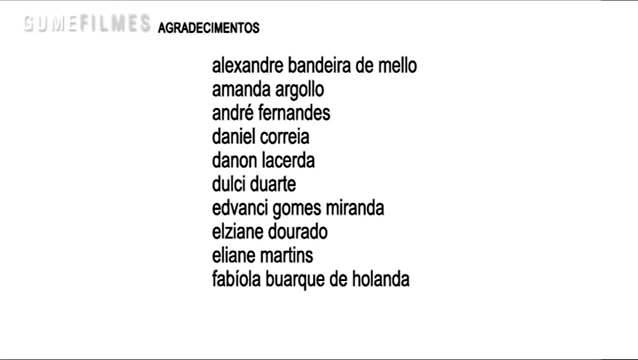 GUMEFILMES AGRADECIMENTOS
alexandre bandeira de mello
amanda argollo
andré fernandes
daniel correia
danon lacerda
dulci duarte
edvanci gomes miranda
elziane dourado
eliane martins
fabíola buarque de holanda